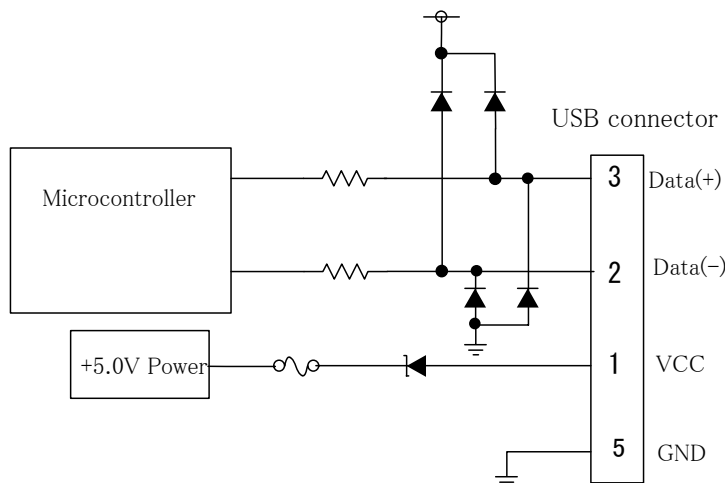 USB connector
3 Data(+)
Microcontroller
2 Data(-)
+5.0V Power
1 VCC
5 GND